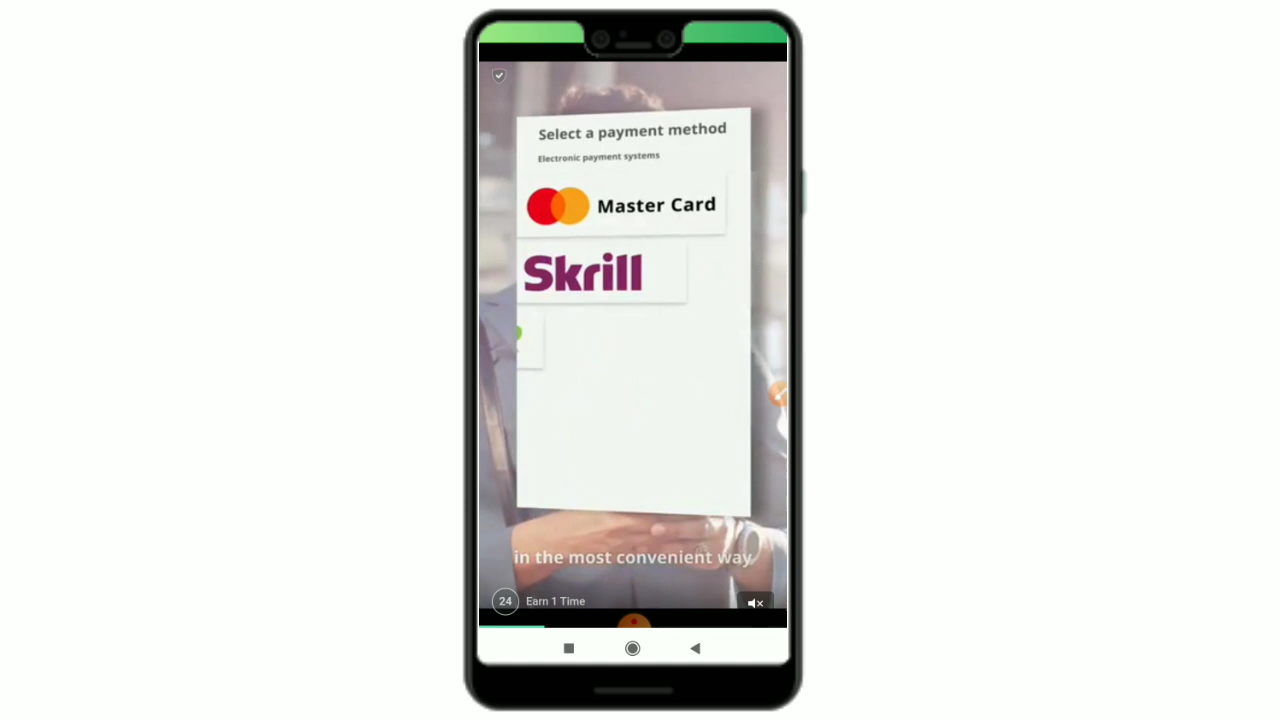 Select a payment method
Electronic payment systems
Master Card
Skrill
in the most convenient way
24 Earn 1 Time